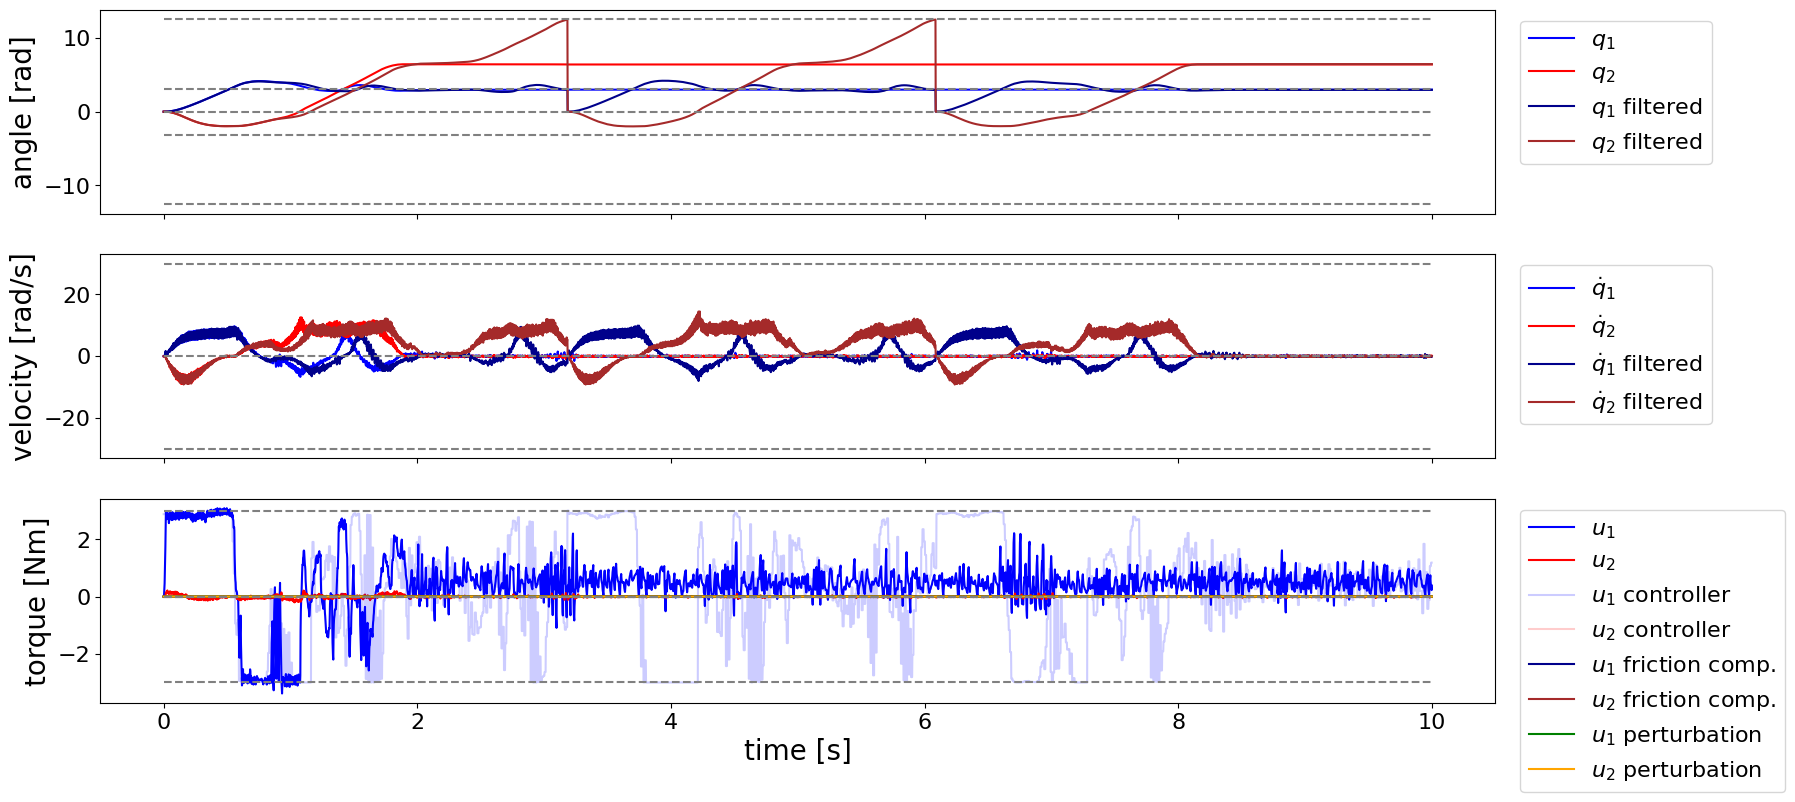 angle [rad]
10
0
−10
q₁
q₂
q₁ filtered
q₂ filtered
velocity [rad/s]
20
0
−20
q̇₁
q̇₂
q̇₁ filtered
q̇₂ filtered
torque [Nm]
2
0
−2
0 2 4 6 8 10
time [s]
u₁
u₂
u₁ controller
u₂ controller
u₁ friction comp.
u₂ friction comp.
u₁ perturbation
u₂ perturbation